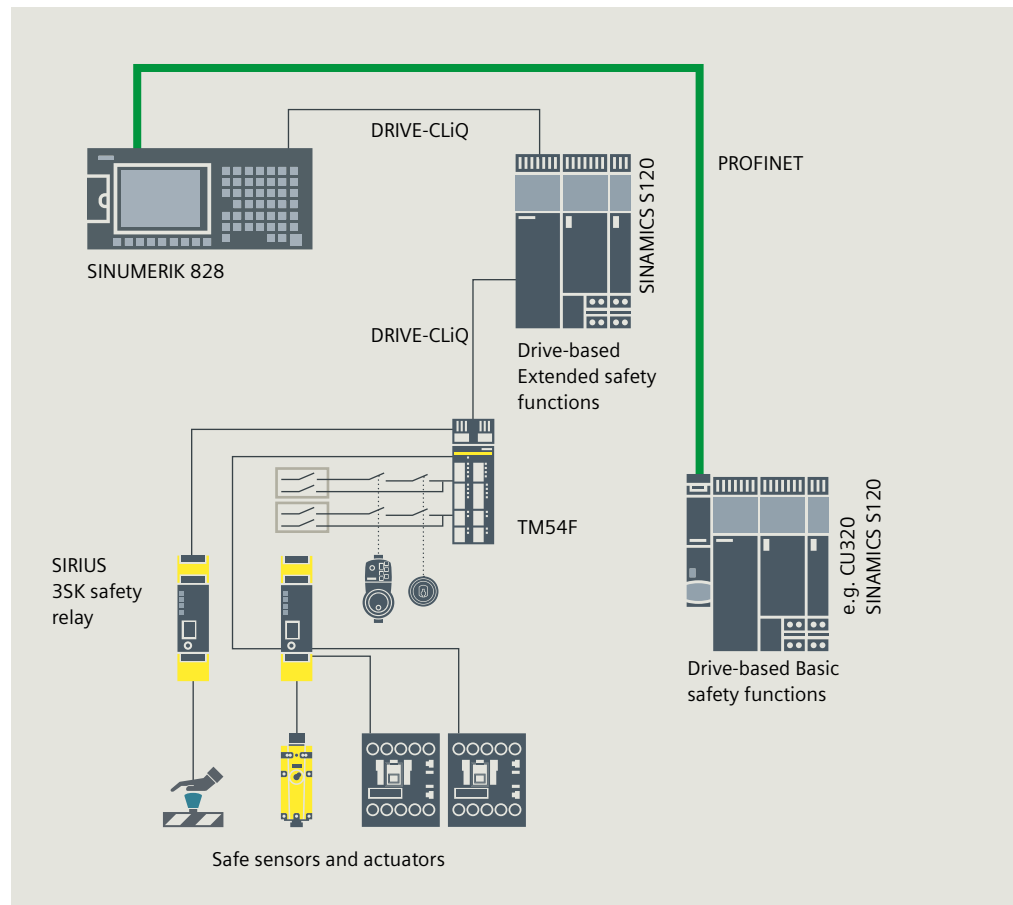 DRIVE-CLiQ
PROFINET
SINAMICS S120
SINUMERIK 828
DRIVE-CLiQ
Drive-based
Extended safety
functions
TM54F
e.g. CU320
SINAMICS S120
SIRIUS
3SK safety
relay
Drive-based Basic
safety functions
Safe sensors and actuators